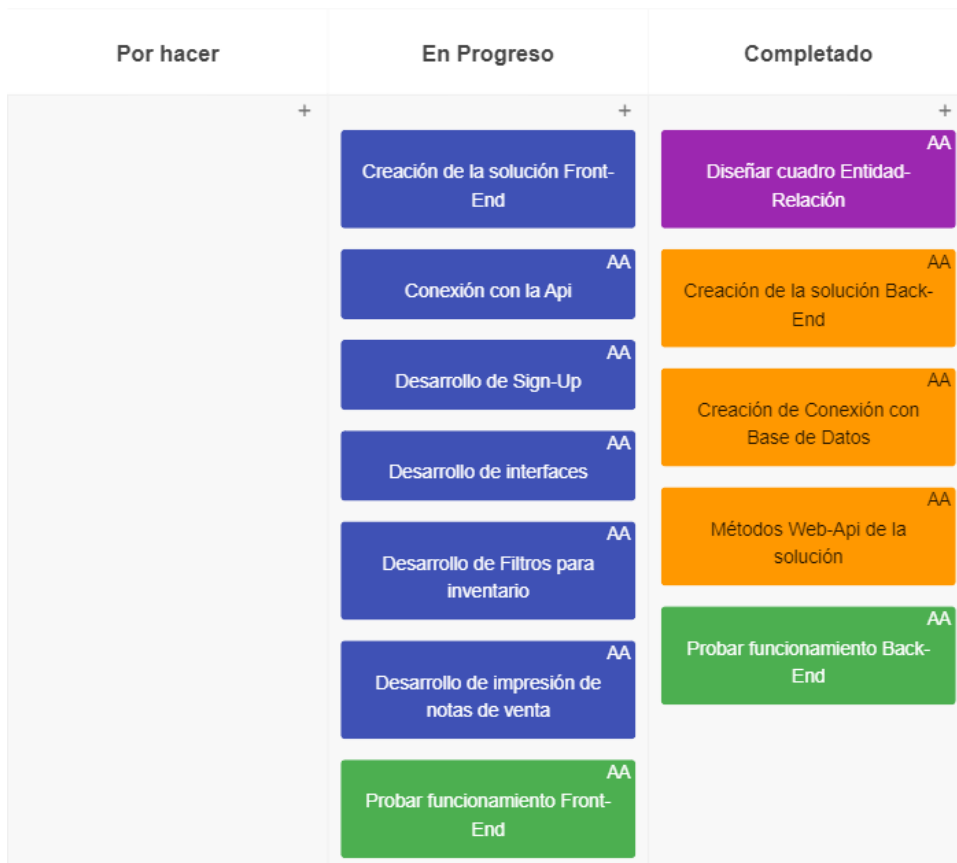 Por hacer
En Progreso
Completado
+
+
+
Creación de la solución Front-
End
AA
Conexión con la Api
AA
Desarrollo de Sign-Up
AA
Desarrollo de interfaces
AA
Desarrollo de Filtros para
inventario
AA
Desarrollo de impresión de
notas de venta
AA
Probar funcionamiento Front-
End
AA
Diseñar cuadro Entidad-
Relación
AA
Creación de la solución Back-
End
AA
Creación de Conexión con
Base de Datos
AA
Métodos Web-Api de la
solución
AA
Probar funcionamiento Back-
End